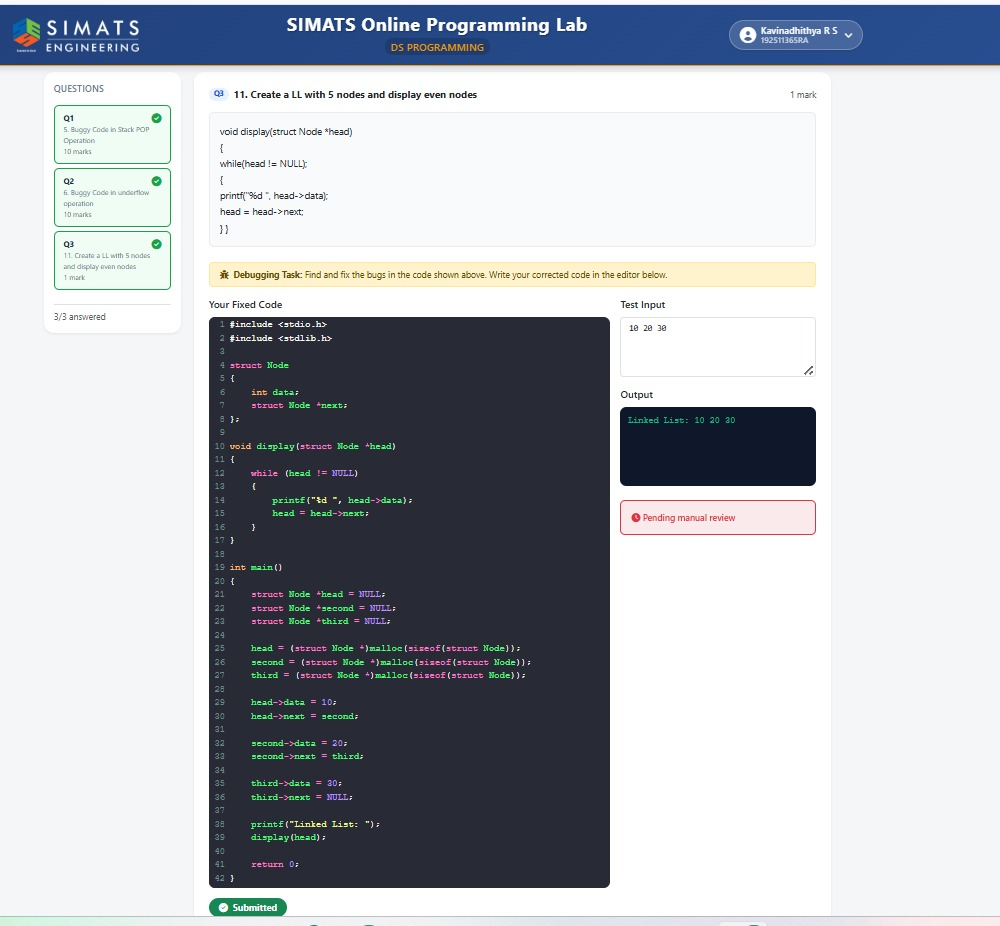 SIMATS
ENGINEERING
SIMATS Online Programming Lab
DS PROGRAMMING
Kavinadhithya R S
192511365RA
QUESTIONS
Q1
5. Buggy Code in Stack POP
Operation
10 marks
Q2
6. Buggy Code in underflow
operation
10 marks
Q3
11. Create a LL with 5 nodes
and display even nodes
1 mark
3/3 answered
Q3 11. Create a LL with 5 nodes and display even nodes
1 mark
void display(struct Node *head)
{
while(head != NULL);
{
printf("%d ", head->data);
head = head->next;
} }
Debugging Task: Find and fix the bugs in the code shown above. Write your corrected code in the editor below.
Your Fixed Code
1 #include <stdio.h>
2 #include <stdlib.h>
3
4 struct Node
5 {
6     int data;
7     struct Node *next;
8 };
9
10 void display(struct Node *head)
11 {
12     while (head != NULL)
13     {
14         printf("%d ", head->data);
15         head = head->next;
16     }
17 }
18
19 int main()
20 {
21     struct Node *head = NULL;
22     struct Node *second = NULL;
23     struct Node *third = NULL;
24
25     head = (struct Node *)malloc(sizeof(struct Node));
26     second = (struct Node *)malloc(sizeof(struct Node));
27     third = (struct Node *)malloc(sizeof(struct Node));
28
29     head->data = 10;
30     head->next = second;
31
32     second->data = 20;
33     second->next = third;
34
35     third->data = 30;
36     third->next = NULL;
37
38     printf("Linked List: ");
39     display(head);
40
41     return 0;
42 }
Submitted
Test Input
10 20 30
Output
Linked List: 10 20 30
Pending manual review